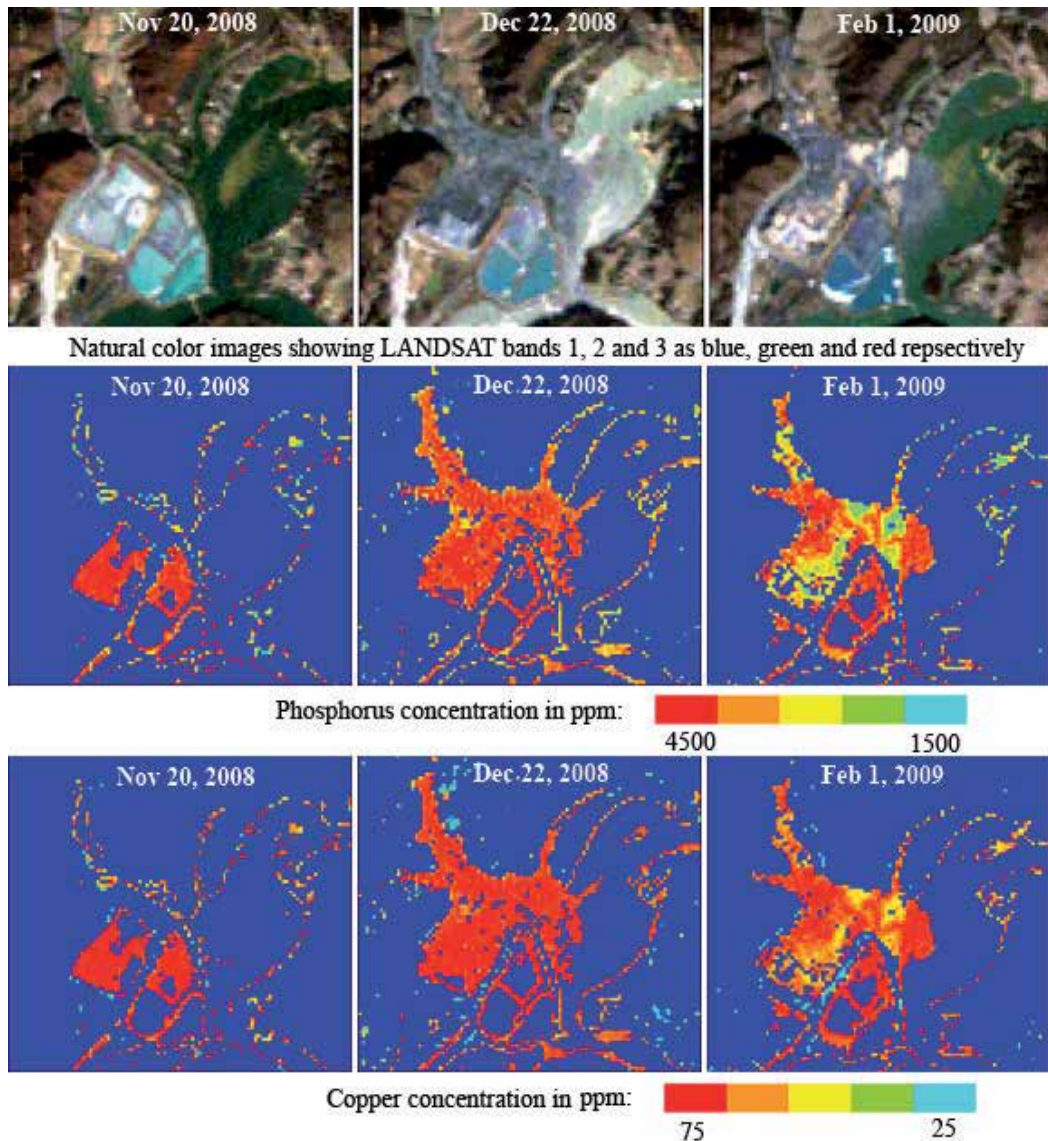 Nov 20, 2008 Dec 22, 2008 Feb 1, 2009
Natural color images showing LANDSAT bands 1, 2 and 3 as blue, green and red repsectively
Nov 20, 2008 Dec 22, 2008 Feb 1, 2009
Phosphorus concentration in ppm:
4500 1500
Nov 20, 2008 Dec 22, 2008 Feb 1, 2009
Copper concentration in ppm:
75 25